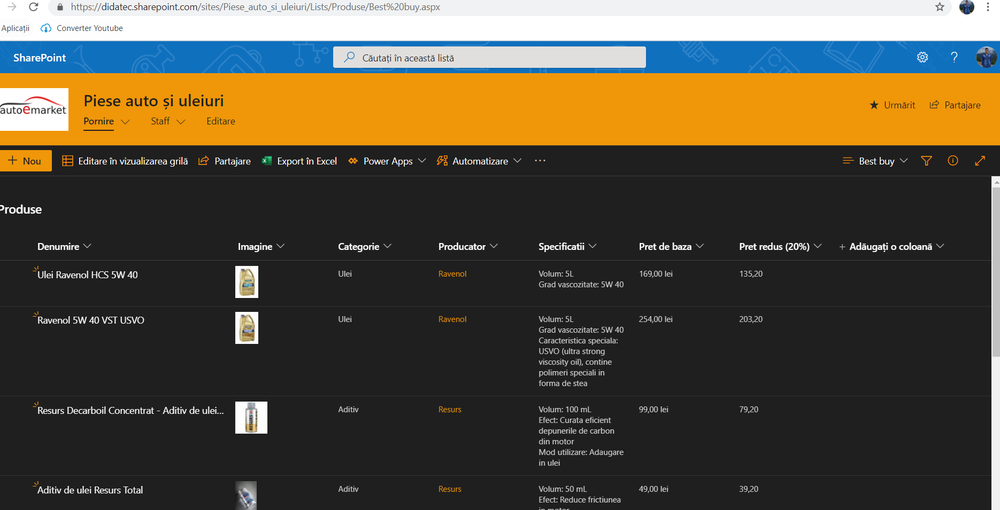 https://didatec.sharepoint.com/sites/Piese_auto_si_uleiuri/Lists/Produse/Best%20buy.aspx
Aplicații Converter Youtube
SharePoint Căutați în această listă
autoemarket
Piese auto și uleiuri
Urmărit Partajare
Pornire Staff Editare
+ Nou Editare în vizualizarea grilă Partajare Export în Excel Power Apps Automatizare ··· Best buy
Produse
Denumire Imagine Categorie Producator Specificatii Pret de baza Pret redus (20%) + Adăugați o coloană
Ulei Ravenol HCS 5W 40 Ulei Ravenol Volum: 5L 169,00 lei 135,20
Grad vascozitate: 5W 40
Ravenol 5W 40 VST USVO Ulei Ravenol Volum: 5L 254,00 lei 203,20
Grad vascozitate: 5W 40
Caracteristica speciala:
USVO (ultra strong
viscosity oil), contine
polimeri speciali in
forma de stea
Resurs Decarboil Concentrat - Aditiv de ulei... RESURS Aditiv Resurs Volum: 100 mL 99,00 lei 79,20
Efect: Curata eficient
depunerile de carbon
din motor
Mod utilizare: Adaugare
in ulei
Aditiv de ulei Resurs Total Aditiv Resurs Volum: 50 mL 49,00 lei 39,20
Efect: Reduce frictiunea
in motor